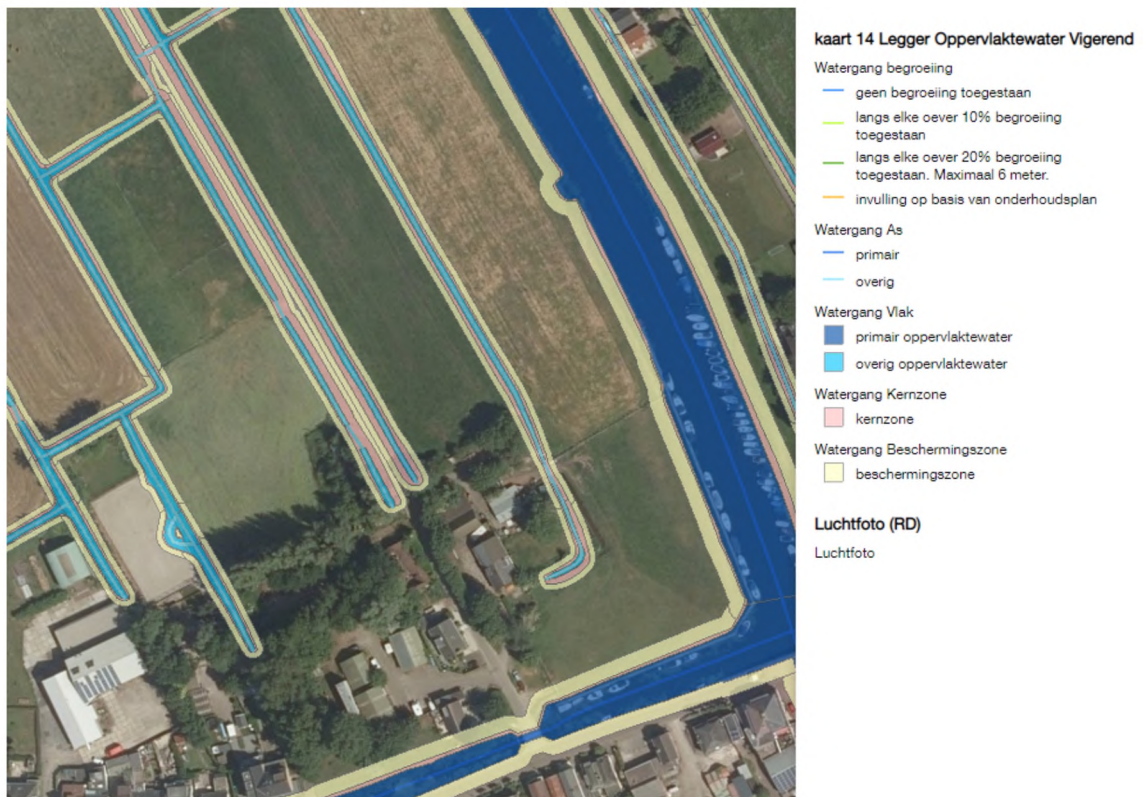 kaart 14 Legger Oppervlaktewater Vigerend
Watergang begroeiing
geen begroeiing toegestaan
langs elke oever 10% begroeiing
toegestaan
langs elke oever 20% begroeiing
toegestaan. Maximaal 6 meter.
invulling op basis van onderhoudsplan
Watergang As
primair
overig
Watergang Vlak
primair oppervlaktewater
overig oppervlaktewater
Watergang Kernzone
kernzone
Watergang Beschermingszone
beschermingszone
Luchtfoto (RD)
Luchtfoto